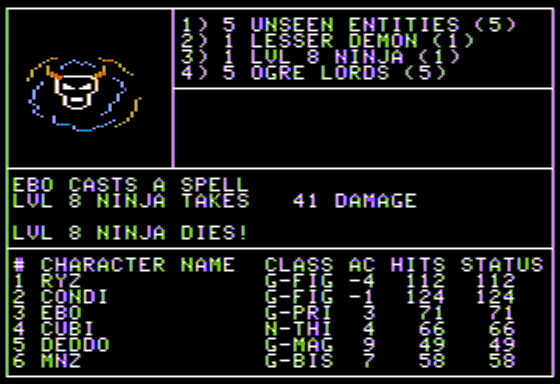 1) 5 UNSEEN ENTITIES (5)
2) 1 LESSER DEMON (1)
3) 1 LVL 8 NINJA (1)
4) 5 OGRE LORDS (5)
EBO CASTS A SPELL
LVL 8 NINJA TAKES 41 DAMAGE
LVL 8 NINJA DIES!
# CHARACTER NAME CLASS AC HITS STATUS
1 RYZ G-FIG -4 112 112
2 CONDI G-FIG -1 124 124
3 EBO G-PRI 3 71 71
4 CUBI N-THI 4 66 66
5 DEDDO G-MAG 9 49 49
6 MNZ G-BIS 7 58 58